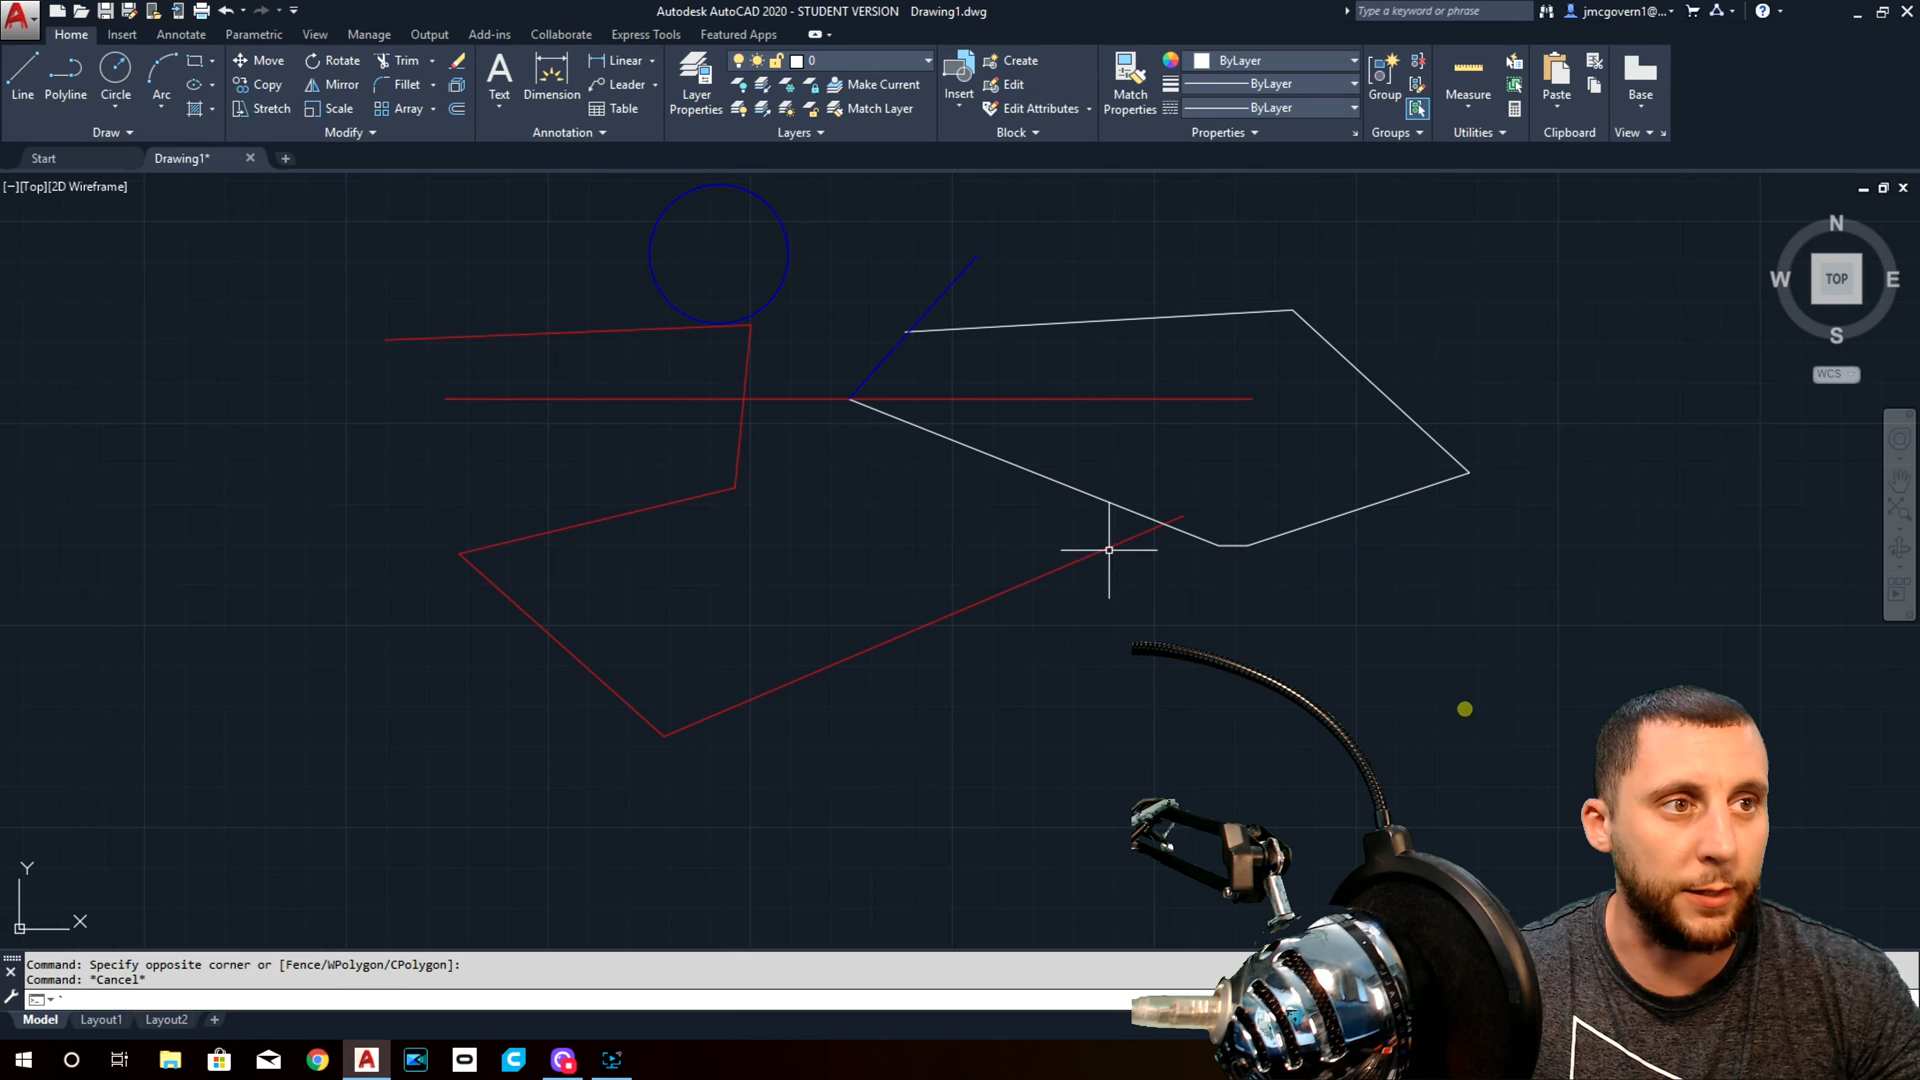 Autodesk AutoCAD 2020 - STUDENT VERSION Drawing1.dwg
Type a keyword or phrase
jmcgovern1@...
Home Insert Annotate Parametric View Manage Output Add-ins Collaborate Express Tools Featured Apps
Line Polyline Circle Arc
Move Rotate Trim
Copy Mirror Fillet
Stretch Scale Array
Text Dimension
Linear
Leader
Table
Layer Properties
0
Make Current
Match Layer
Insert
Create
Edit
Edit Attributes
Match Properties
ByLayer
ByLayer
ByLayer
Group Measure Paste Base
Draw Modify Annotation Layers Block Properties Groups Utilities Clipboard View
Start Drawing1*
[−][Top][2D Wireframe]
N
W TOP E
S
WCS
Y
X
Command: Specify opposite corner or [Fence/WPolygon/CPolygon]:
Command: *Cancel*
`
Model Layout1 Layout2